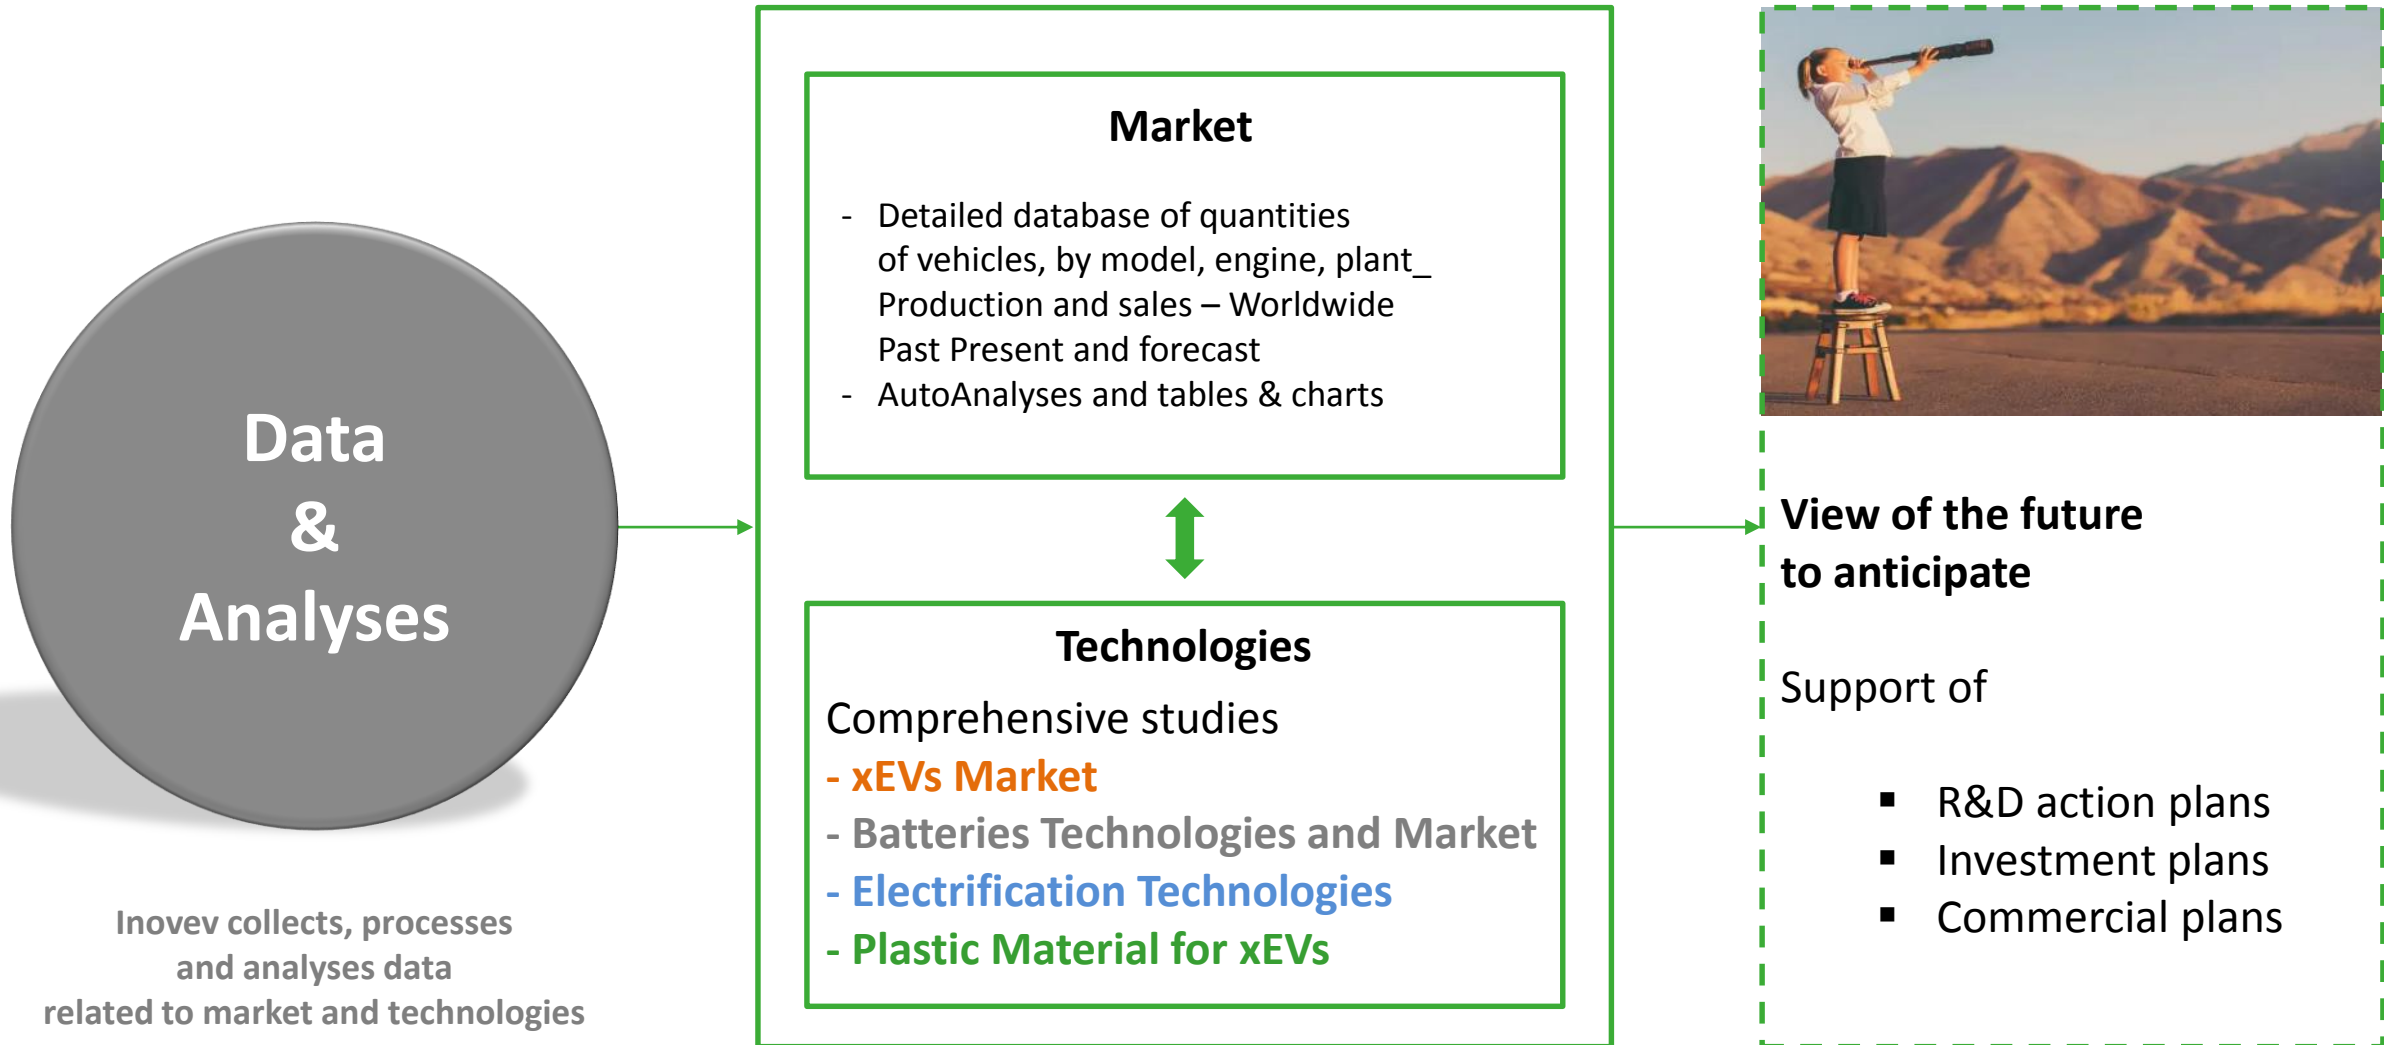 Data
&
Analyses
Inovev collects, processes
and analyses data
related to market and technologies
Market
- Detailed database of quantities
of vehicles, by model, engine, plant_
Production and sales – Worldwide
Past Present and forecast
- AutoAnalyses and tables & charts
Technologies
Comprehensive studies
- xEVs Market
- Batteries Technologies and Market
- Electrification Technologies
- Plastic Material for xEVs
View of the future
to anticipate
Support of
▪ R&D action plans
▪ Investment plans
▪ Commercial plans